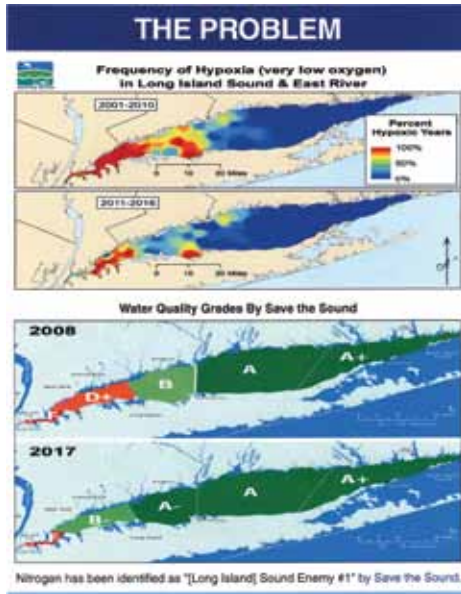 THE PROBLEM
Frequency of Hypoxia (very low oxygen)
in Long Island Sound & East River
2001-2010
Percent
Hypoxic Years
100%
50%
0%
0 10 20 Miles
2011-2016
0 10 20 Miles
Water Quality Grades By Save the Sound
2008
F D+ B A A+
2017
F B A- A A+
Nitrogen has been identified as "[Long Island] Sound Enemy #1" by Save the Sound.